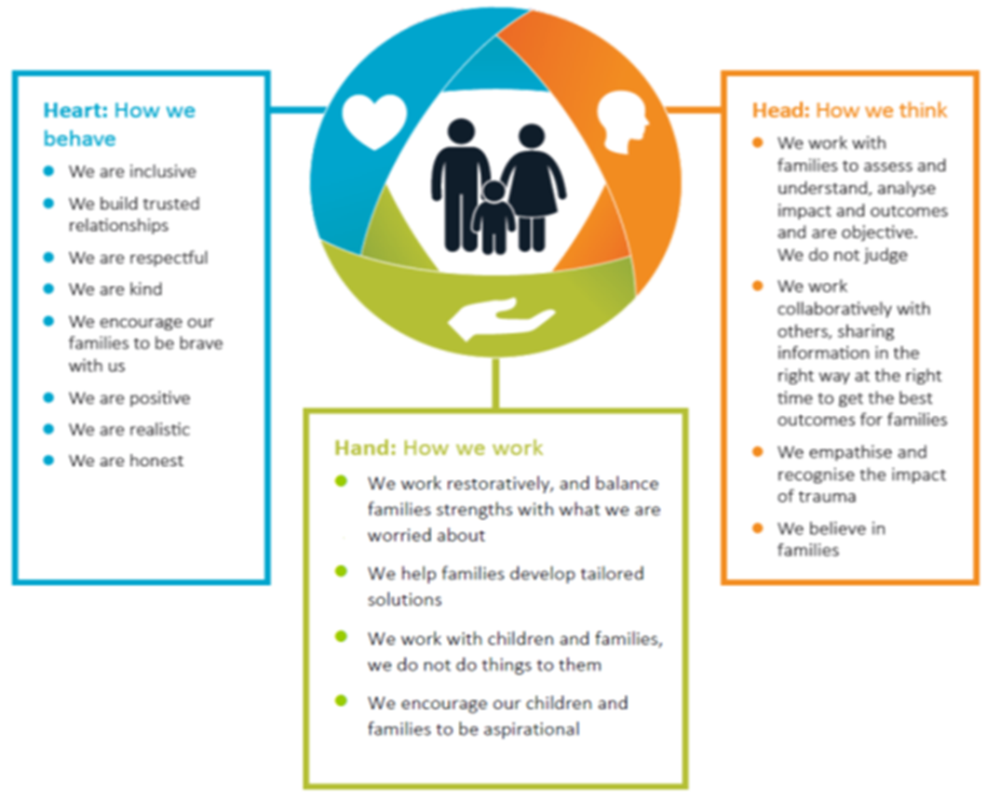 Heart: How we
behave
We are inclusive
We build trusted
relationships
We are respectful
We are kind
We encourage our
families to be brave
with us
We are positive
We are realistic
We are honest
Head: How we think
We work with
families to assess and
understand, analyse
impact and outcomes
and are objective.
We do not judge
We work
collaboratively with
others, sharing
information in the
right way at the right
time to get the best
outcomes for families
We empathise and
recognise the impact
of trauma
We believe in
families
Hand: How we work
We work restoratively, and balance
families strengths with what we are
worried about
We help families develop tailored
solutions
We work with children and families,
we do not do things to them
We encourage our children and
families to be aspirational